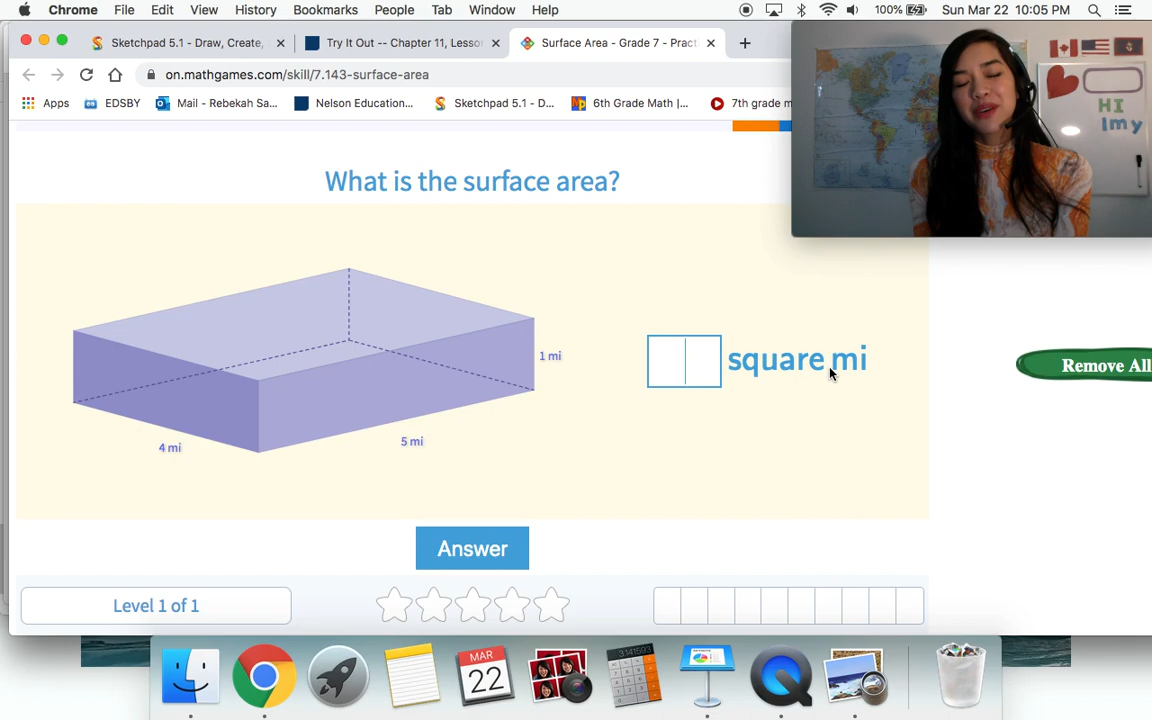 Chrome File Edit View History Bookmarks People Tab Window Help 100% Sun Mar 22 10:05 PM
Sketchpad 5.1 - Draw, Create, Try It Out -- Chapter 11, Lesso Surface Area - Grade 7 - Pract
on.mathgames.com/skill/7.143-surface-area
Apps EDSBY Mail - Rebekah Sa... Nelson Education... Sketchpad 5.1 - D... 6th Grade Math |... 7th grade m
HI
Imy
What is the surface area?
1 mi
square mi
Remove All
4 mi
5 mi
Answer
Level 1 of 1
MAR
22
3.141593